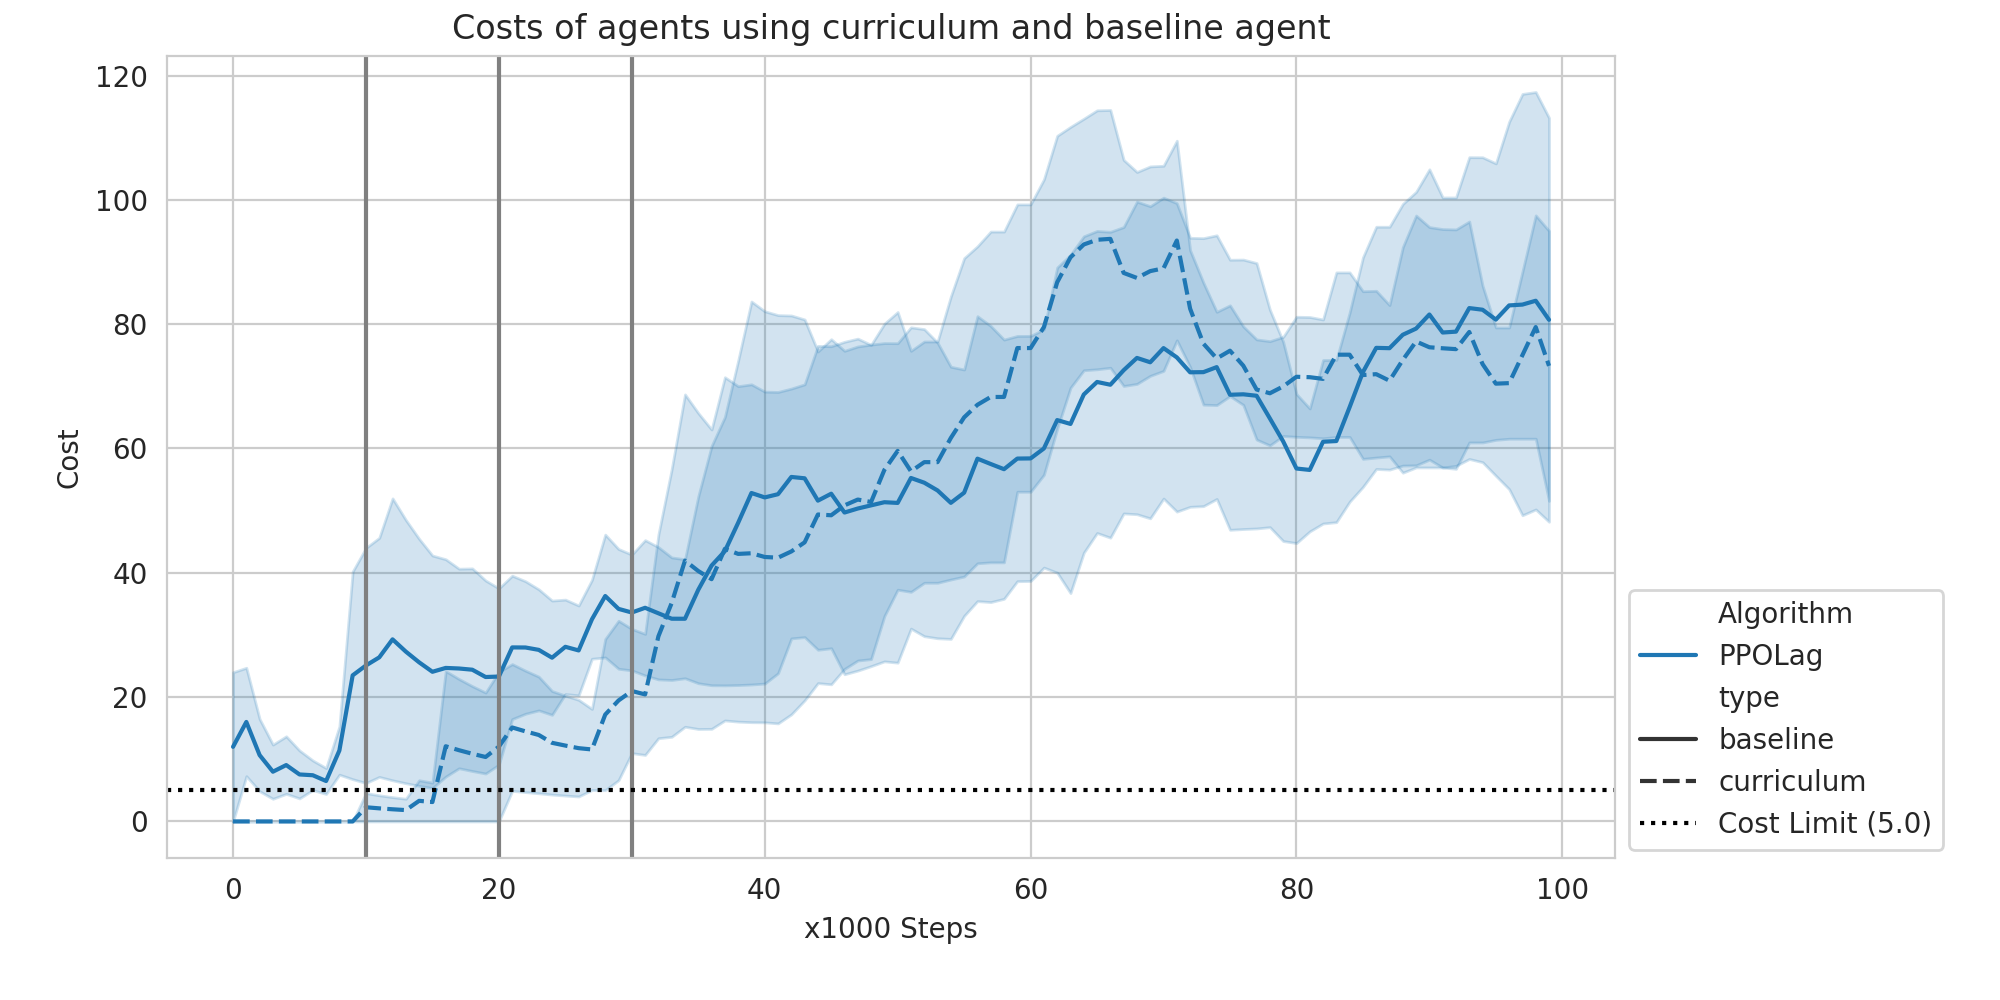 Costs of agents using curriculum and baseline agent
120
100
80
60
40
20
0
Cost
0 20 40 60 80 100
x1000 Steps
Algorithm
PPOLag
type
baseline
curriculum
Cost Limit (5.0)